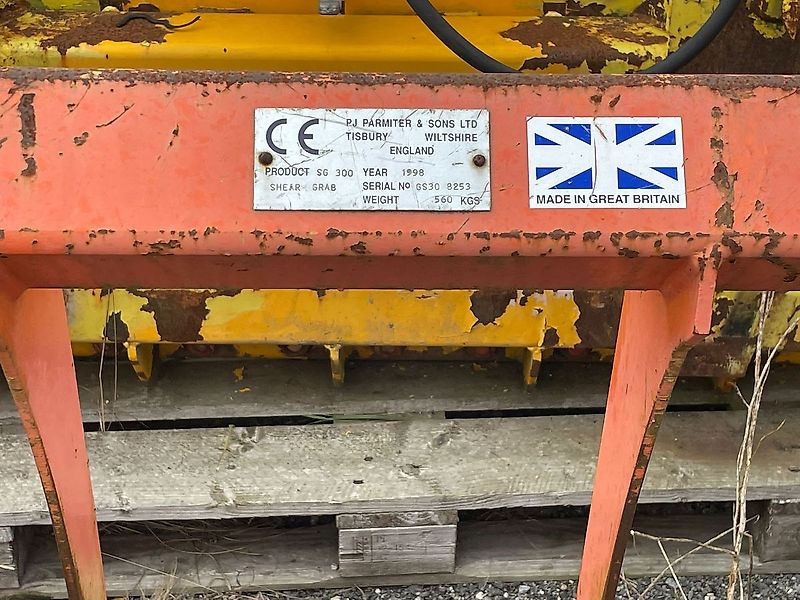 CE
PJ PARMITER & SONS LTD
TISBURY WILTSHIRE
ENGLAND
PRODUCT SG 300 YEAR 1998
SHEAR GRAB SERIAL NO GS30 8253
WEIGHT 560 KGS
MADE IN GREAT BRITAIN